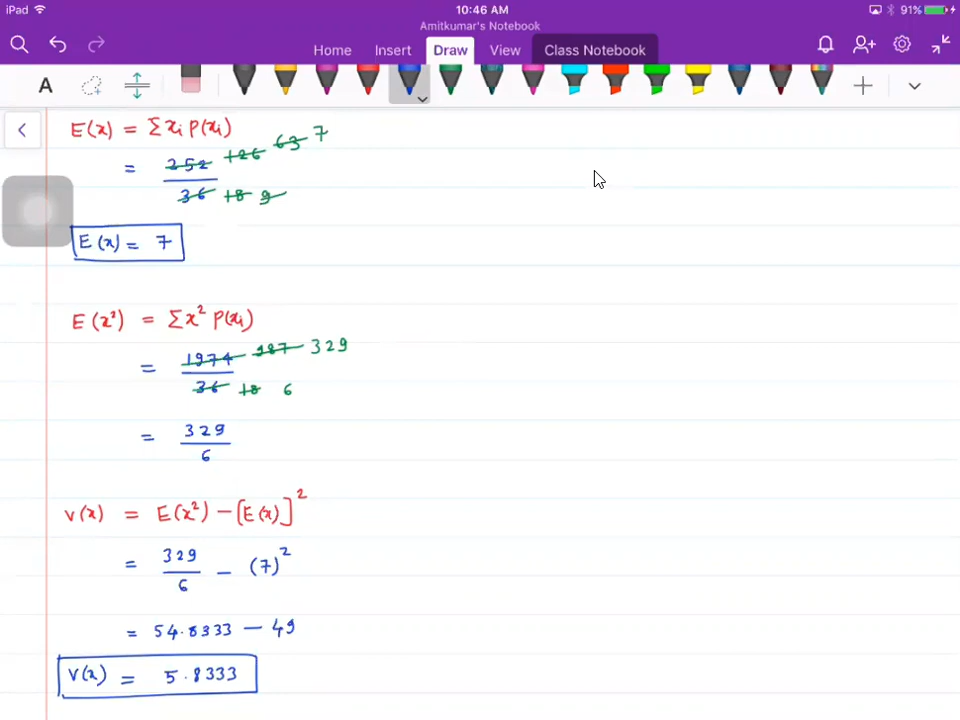 iPad 10:46 AM 91%
Amitkumar's Notebook
Home Insert Draw View Class Notebook
A
E(x) = Σ xi P(xi)
= 252/36 126/18 63/9 7
E(x) = 7
E(x²) = Σ x² P(xi)
= 1974/36 987/18 329/6
= 329/6
V(x) = E(x²) - [E(x)]²
= 329/6 - (7)²
= 54.8333 - 49
V(x) = 5.8333